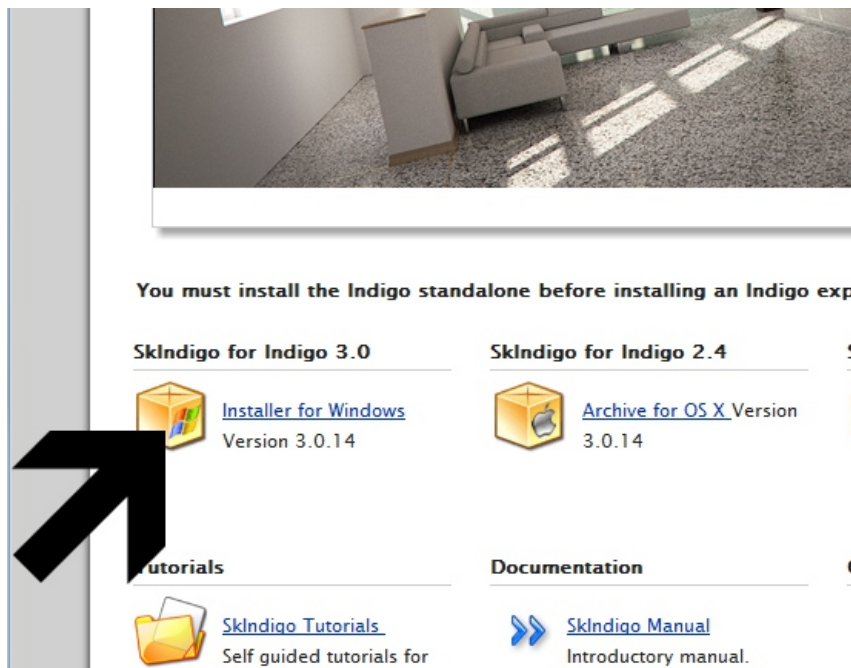 You must install the Indigo standalone before installing an Indigo
SkIndigo for Indigo 3.0
Installer for Windows
Version 3.0.14
SkIndigo for Indigo 2.4
Archive for OS X Version
3.0.14
Tutorials
SkIndigo Tutorials
Self guided tutorials for
Documentation
SkIndigo Manual
Introductory manual.